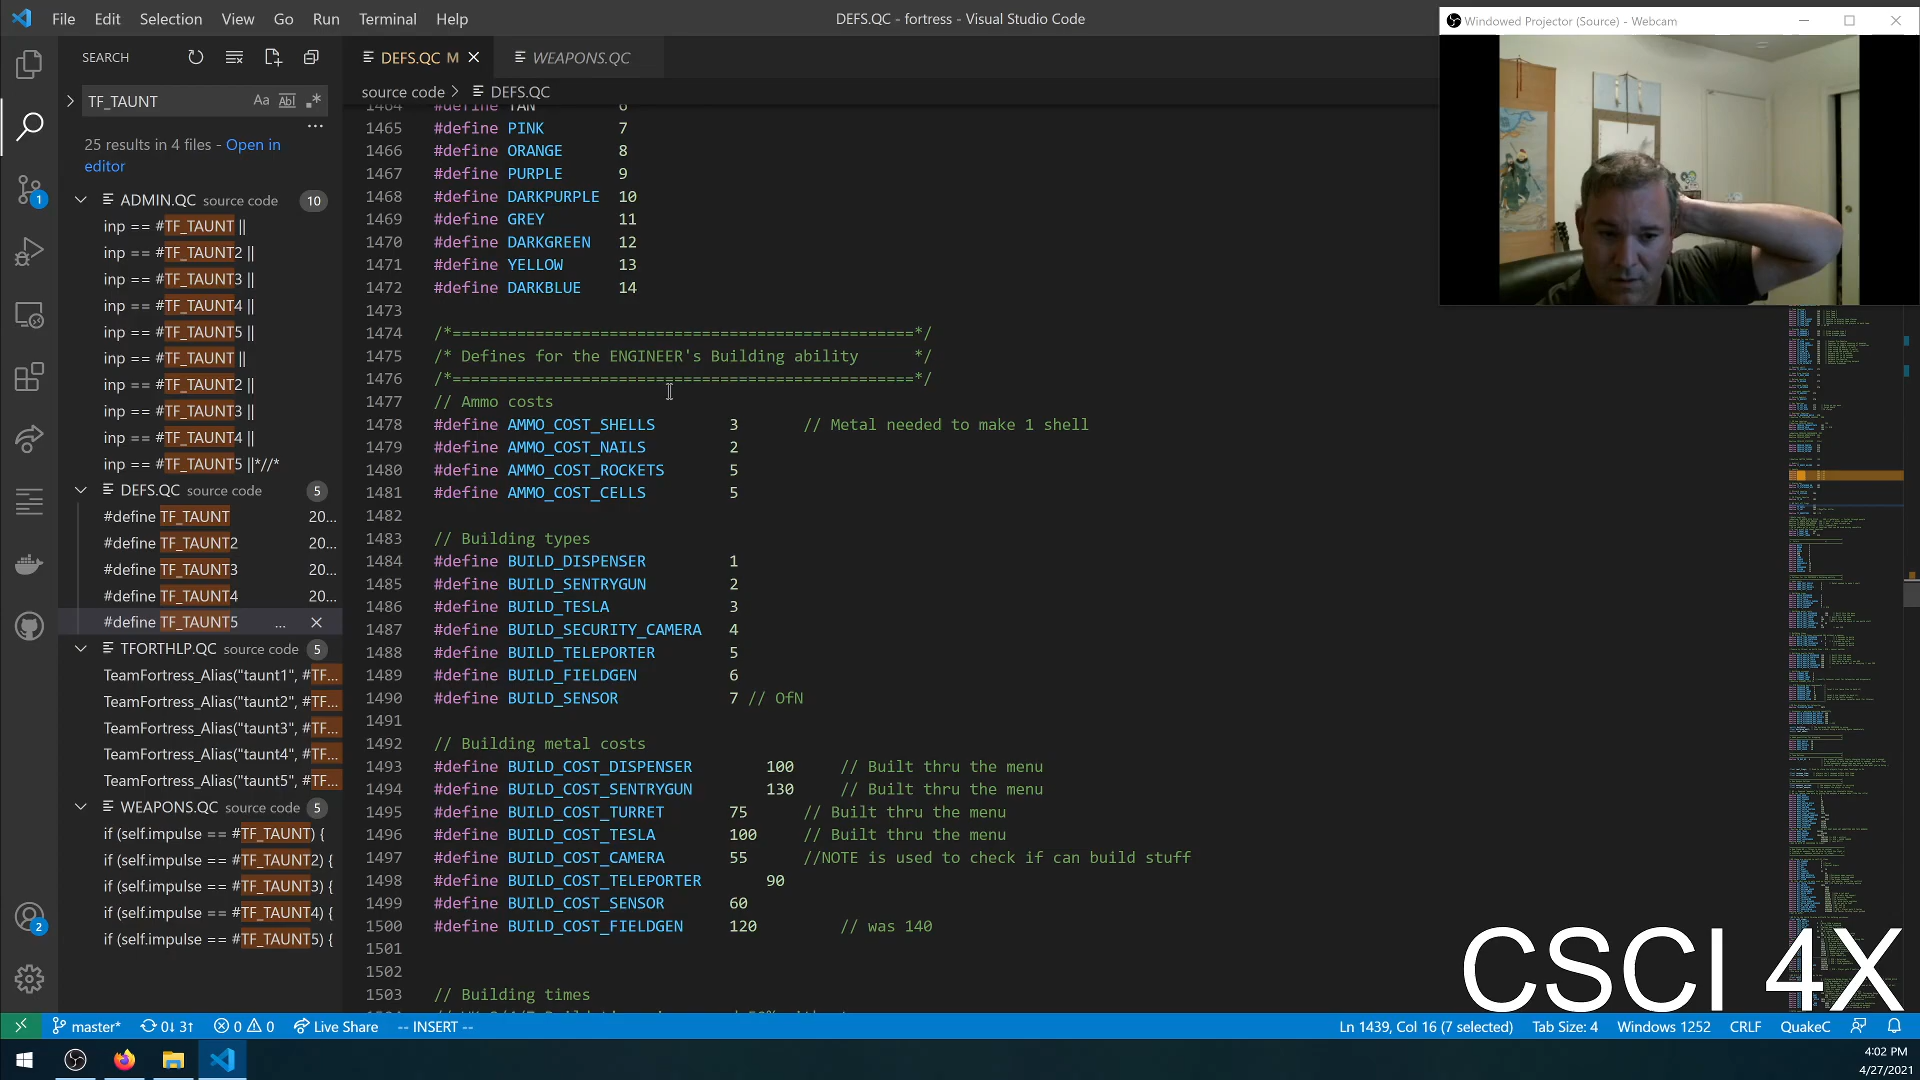 File Edit Selection View Go Run Terminal Help
DEFS.QC - fortress - Visual Studio Code
Windowed Projector (Source) - Webcam
SEARCH
TF_TAUNT
Aa Abl .*
25 results in 4 files - Open in
editor
ADMIN.QC source code 10
inp == #TF_TAUNT ||
inp == #TF_TAUNT2 ||
inp == #TF_TAUNT3 ||
inp == #TF_TAUNT4 ||
inp == #TF_TAUNT5 ||
inp == #TF_TAUNT ||
inp == #TF_TAUNT2 ||
inp == #TF_TAUNT3 ||
inp == #TF_TAUNT4 ||
inp == #TF_TAUNT5 ||*//*
DEFS.QC source code 5
#define TF_TAUNT 20...
#define TF_TAUNT2 20...
#define TF_TAUNT3 20...
#define TF_TAUNT4 20...
#define TF_TAUNT5 ...
TFORTHLP.QC source code 5
TeamFortress_Alias("taunt1", #TF...
TeamFortress_Alias("taunt2", #TF...
TeamFortress_Alias("taunt3", #TF...
TeamFortress_Alias("taunt4", #TF...
TeamFortress_Alias("taunt5", #TF...
WEAPONS.QC source code 5
if (self.impulse == #TF_TAUNT) {
if (self.impulse == #TF_TAUNT2) {
if (self.impulse == #TF_TAUNT3) {
if (self.impulse == #TF_TAUNT4) {
if (self.impulse == #TF_TAUNT5) {
1
2
DEFS.QC M
WEAPONS.QC
source code > DEFS.QC
1464 #define TAN 6
1465 #define PINK 7
1466 #define ORANGE 8
1467 #define PURPLE 9
1468 #define DARKPURPLE 10
1469 #define GREY 11
1470 #define DARKGREEN 12
1471 #define YELLOW 13
1472 #define DARKBLUE 14
1473
1474 /*==================================================*/
1475 /* Defines for the ENGINEER's Building ability */
1476 /*==================================================*/
1477 // Ammo costs
1478 #define AMMO_COST_SHELLS 3 // Metal needed to make 1 shell
1479 #define AMMO_COST_NAILS 2
1480 #define AMMO_COST_ROCKETS 5
1481 #define AMMO_COST_CELLS 5
1482
1483 // Building types
1484 #define BUILD_DISPENSER 1
1485 #define BUILD_SENTRYGUN 2
1486 #define BUILD_TESLA 3
1487 #define BUILD_SECURITY_CAMERA 4
1488 #define BUILD_TELEPORTER 5
1489 #define BUILD_FIELDGEN 6
1490 #define BUILD_SENSOR 7 // OfN
1491
1492 // Building metal costs
1493 #define BUILD_COST_DISPENSER 100 // Built thru the menu
1494 #define BUILD_COST_SENTRYGUN 130 // Built thru the menu
1495 #define BUILD_COST_TURRET 75 // Built thru the menu
1496 #define BUILD_COST_TESLA 100 // Built thru the menu
1497 #define BUILD_COST_CAMERA 55 //NOTE is used to check if can build stuff
1498 #define BUILD_COST_TELEPORTER 90
1499 #define BUILD_COST_SENSOR 60
1500 #define BUILD_COST_FIELDGEN 120 // was 140
1501
1502
1503 // Building times
CSCI 4X
master* 0↓ 3↑ 0 0 Live Share -- INSERT --
Ln 1439, Col 16 (7 selected) Tab Size: 4 Windows 1252 CRLF QuakeC
4:02 PM
4/27/2021